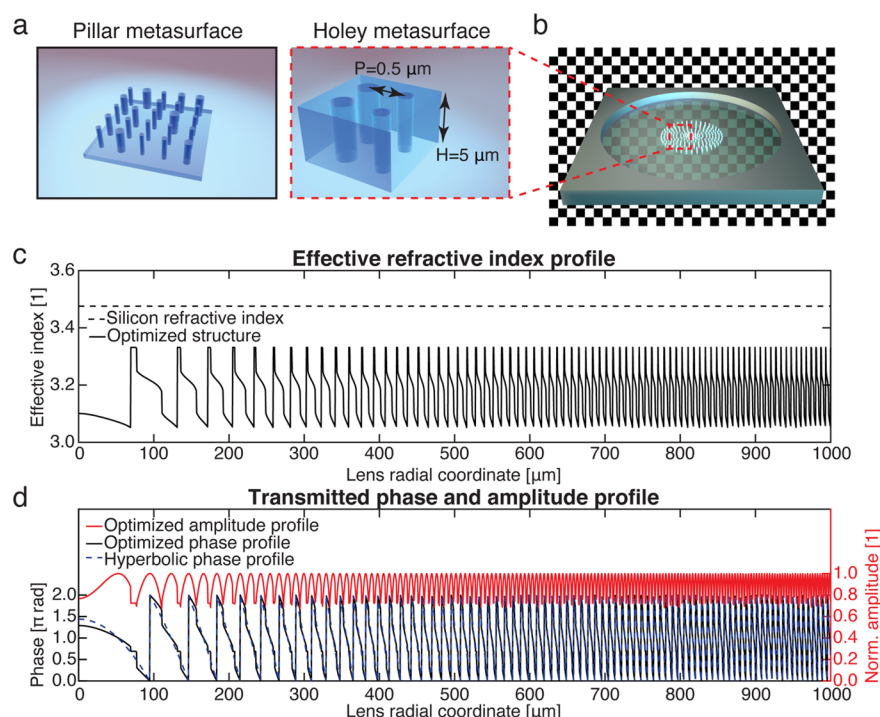 a
Pillar metasurface
Holey metasurface
b
P=0.5 μm
H=5 μm
c
Effective refractive index profile
Effective index [1]
3.6
3.4
3.2
3.0
Silicon refractive index
Optimized structure
0 100 200 300 400 500 600 700 800 900 1000
Lens radial coordinate [μm]
d
Transmitted phase and amplitude profile
Optimized amplitude profile
Optimized phase profile
Hyperbolic phase profile
Phase [π rad]
2.0
1.5
1.0
0.5
0.0
1.0
0.8
0.6
0.4
0.2
0.0
Norm. amplitude [1]
0 100 200 300 400 500 600 700 800 900 1000
Lens radial coordinate [μm]